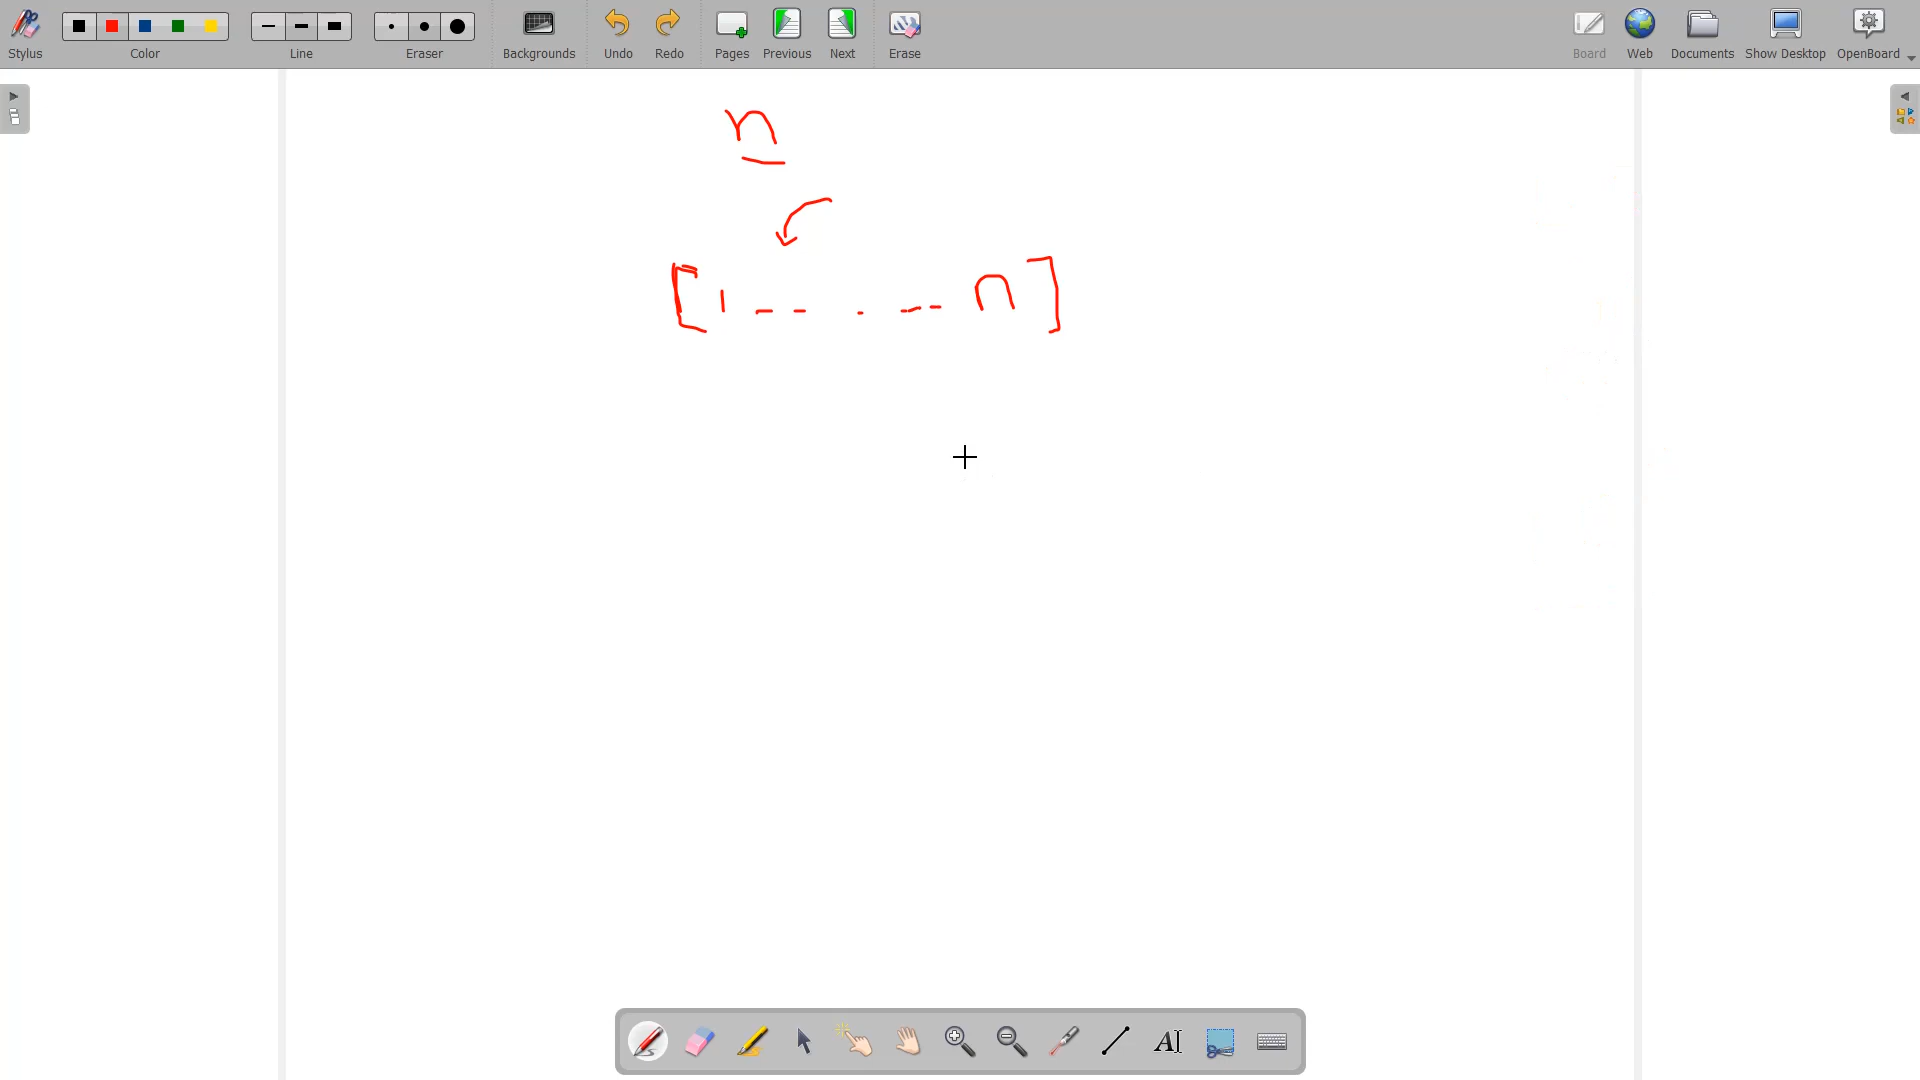 Stylus Color Line Eraser Backgrounds Undo Redo Pages Previous Next Erase Board Web Documents Show Desktop OpenBoard
n
[1 -- . -- n]